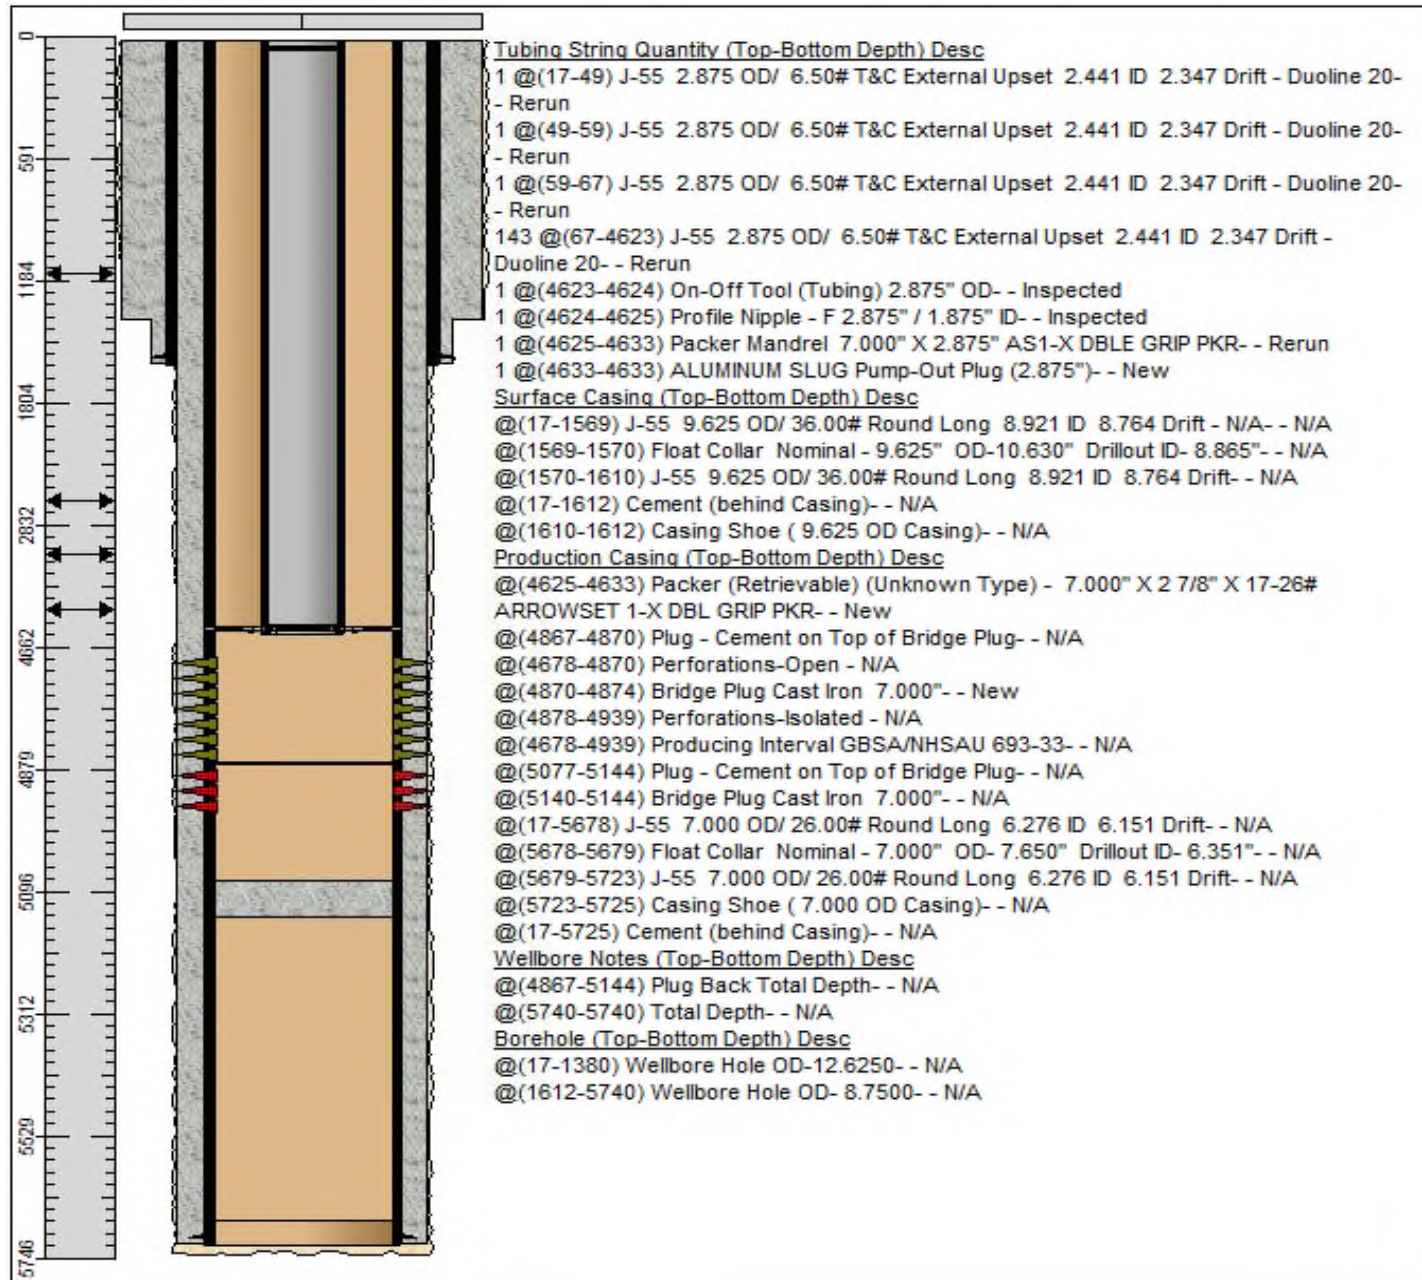 Tubing String Quantity (Top-Bottom Depth) Desc
1 @(17-49) J-55 2.875 OD/ 6.50# T&C External Upset 2.441 ID 2.347 Drift - Duoline 20-
- Rerun
1 @(49-59) J-55 2.875 OD/ 6.50# T&C External Upset 2.441 ID 2.347 Drift - Duoline 20-
- Rerun
1 @(59-67) J-55 2.875 OD/ 6.50# T&C External Upset 2.441 ID 2.347 Drift - Duoline 20-
- Rerun
143 @(67-4623) J-55 2.875 OD/ 6.50# T&C External Upset 2.441 ID 2.347 Drift -
Duoline 20- - Rerun
1 @(4623-4624) On-Off Tool (Tubing) 2.875" OD- - Inspected
1 @(4624-4625) Profile Nipple - F 2.875" / 1.875" ID- - Inspected
1 @(4625-4633) Packer Mandrel 7.000" X 2.875" AS1-X DBLE GRIP PKR- - Rerun
1 @(4633-4633) ALUMINUM SLUG Pump-Out Plug (2.875")- - New
Surface Casing (Top-Bottom Depth) Desc
@(17-1569) J-55 9.625 OD/ 36.00# Round Long 8.921 ID 8.764 Drift - N/A- - N/A
@(1569-1570) Float Collar Nominal - 9.625" OD-10.630" Drillout ID- 8.865"- - N/A
@(1570-1610) J-55 9.625 OD/ 36.00# Round Long 8.921 ID 8.764 Drift- - N/A
@(17-1612) Cement (behind Casing)- - N/A
@(1610-1612) Casing Shoe ( 9.625 OD Casing)- - N/A
Production Casing (Top-Bottom Depth) Desc
@(4625-4633) Packer (Retrievable) (Unknown Type) - 7.000" X 2 7/8" X 17-26#
ARROWSET 1-X DBL GRIP PKR- - New
@(4867-4870) Plug - Cement on Top of Bridge Plug- - N/A
@(4678-4870) Perforations-Open - N/A
@(4870-4874) Bridge Plug Cast Iron 7.000"- - New
@(4878-4939) Perforations-Isolated - N/A
@(4678-4939) Producing Interval GBSA/NHSAU 693-33- - N/A
@(5077-5144) Plug - Cement on Top of Bridge Plug- - N/A
@(5140-5144) Bridge Plug Cast Iron 7.000"- - N/A
@(17-5678) J-55 7.000 OD/ 26.00# Round Long 6.276 ID 6.151 Drift- - N/A
@(5678-5679) Float Collar Nominal - 7.000" OD- 7.650" Drillout ID- 6.351"- - N/A
@(5679-5723) J-55 7.000 OD/ 26.00# Round Long 6.276 ID 6.151 Drift- - N/A
@(5723-5725) Casing Shoe ( 7.000 OD Casing)- - N/A
@(17-5725) Cement (behind Casing)- - N/A
Wellbore Notes (Top-Bottom Depth) Desc
@(4867-5144) Plug Back Total Depth- - N/A
@(5740-5740) Total Depth- - N/A
Borehole (Top-Bottom Depth) Desc
@(17-1380) Wellbore Hole OD-12.6250- - N/A
@(1612-5740) Wellbore Hole OD- 8.7500- - N/A
0
591
1184
1804
2832
4662
4879
5096
5312
5529
5746